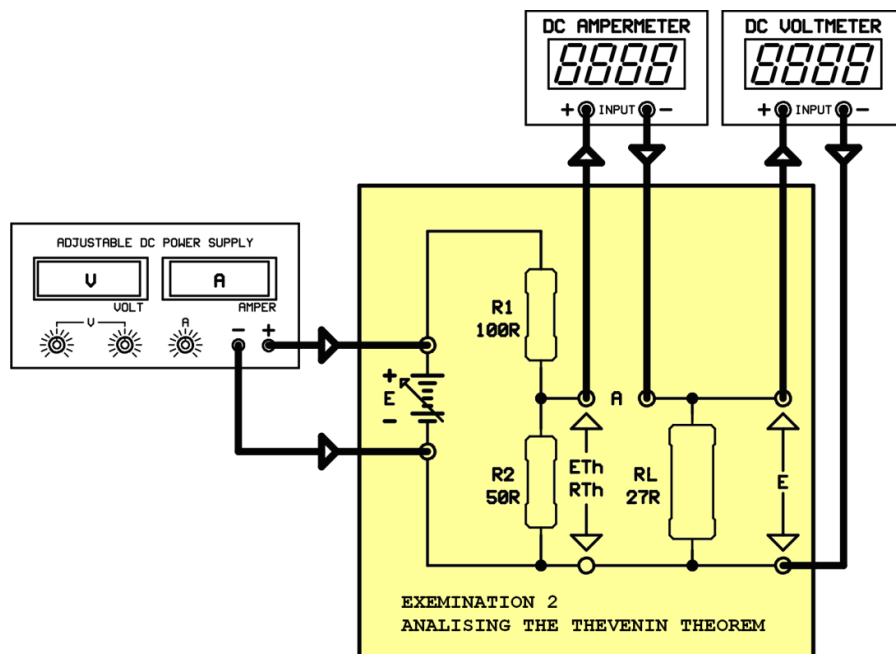 DC AMPERMETER
8888
+ INPUT -
DC VOLTMETER
8888
+ INPUT -
ADJUSTABLE DC POWER SUPPLY
V
A
VOLT
AMPER
V
A
- +
R1
100R
+
E
-
A
R2
50R
ETh
RTh
RL
27R
E
EXEMINATION 2
ANALISING THE THEVENIN THEOREM